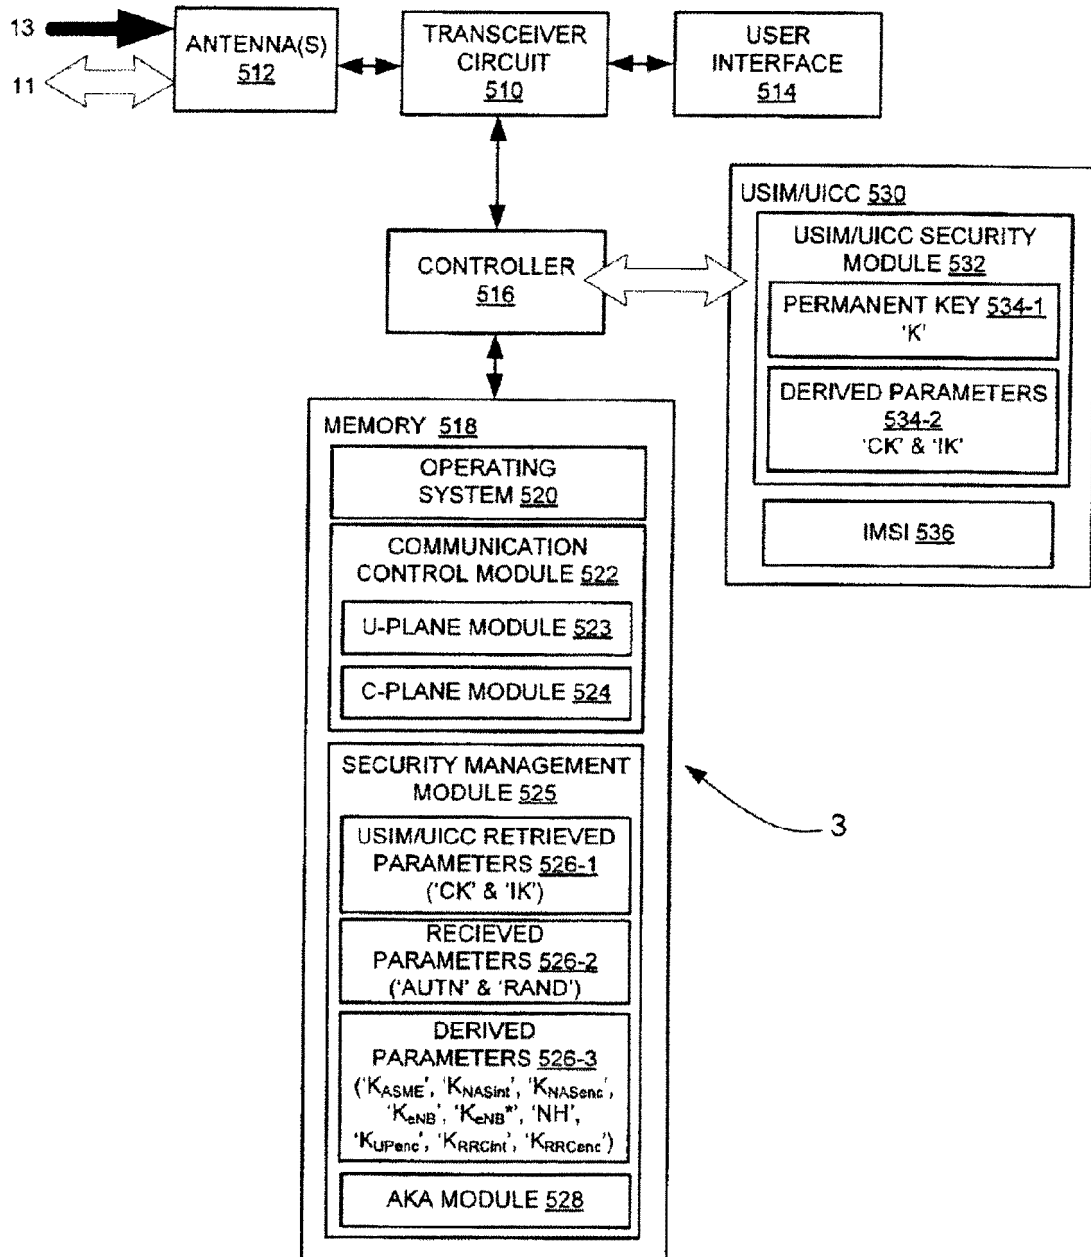 13
11
ANTENNA(S)
512
TRANSCEIVER
CIRCUIT
510
USER
INTERFACE
514
CONTROLLER
516
USIM/UICC 530
USIM/UICC SECURITY
MODULE 532
PERMANENT KEY 534-1
'K'
DERIVED PARAMETERS
534-2
'CK' & 'IK'
IMSI 536
MEMORY 518
OPERATING
SYSTEM 520
COMMUNICATION
CONTROL MODULE 522
U-PLANE MODULE 523
C-PLANE MODULE 524
SECURITY MANAGEMENT
MODULE 525
USIM/UICC RETRIEVED
PARAMETERS 526-1
('CK' & 'IK')
RECIEVED
PARAMETERS 526-2
('AUTN' & 'RAND')
DERIVED
PARAMETERS 526-3
('KASME', 'KNASint', 'KNASenc',
'KeNB', 'KeNB*', 'NH',
'KUPenc', 'KRRCint', 'KRRCenc')
AKA MODULE 528
3